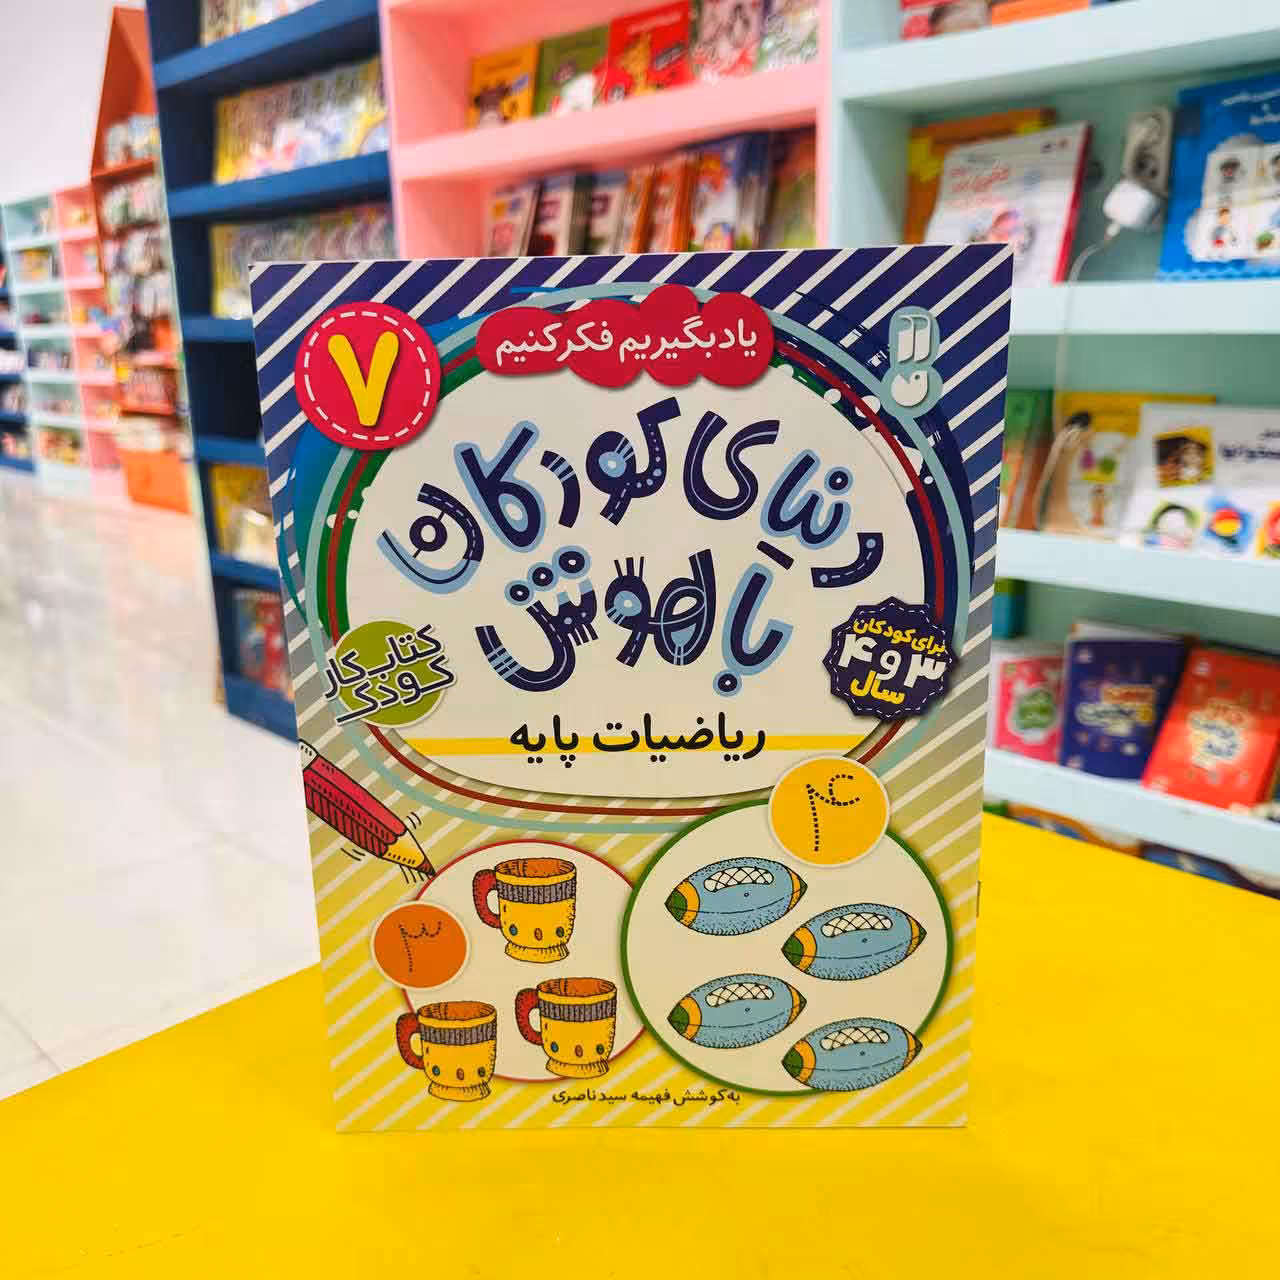 یاد بگیریم فکر کنیم
۷
دنیای کودکان
باهوش
برای کودکان
۳ و ۴
سال
کتاب کار
کودک
ریاضیات پایه
۴
۳
به کوشش فهیمه سید ناصری